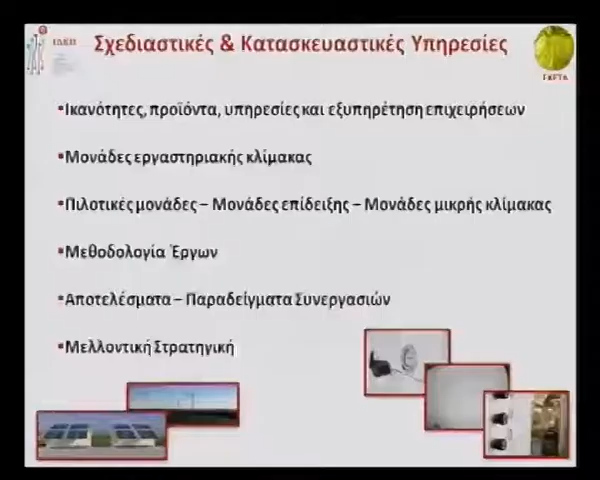 Σχεδιαστικές & Κατασκευαστικές Υπηρεσίες
▪Ικανότητες, προϊόντα, υπηρεσίες και εξυπηρέτηση επιχειρήσεων
▪Μονάδες εργαστηριακής κλίμακας
▪Πιλοτικές μονάδες – Μονάδες επίδειξης – Μονάδες μικρής κλίμακας
▪Μεθοδολογία Έργων
▪Αποτελέσματα – Παραδείγματα Συνεργασιών
▪Μελλοντική Στρατηγική